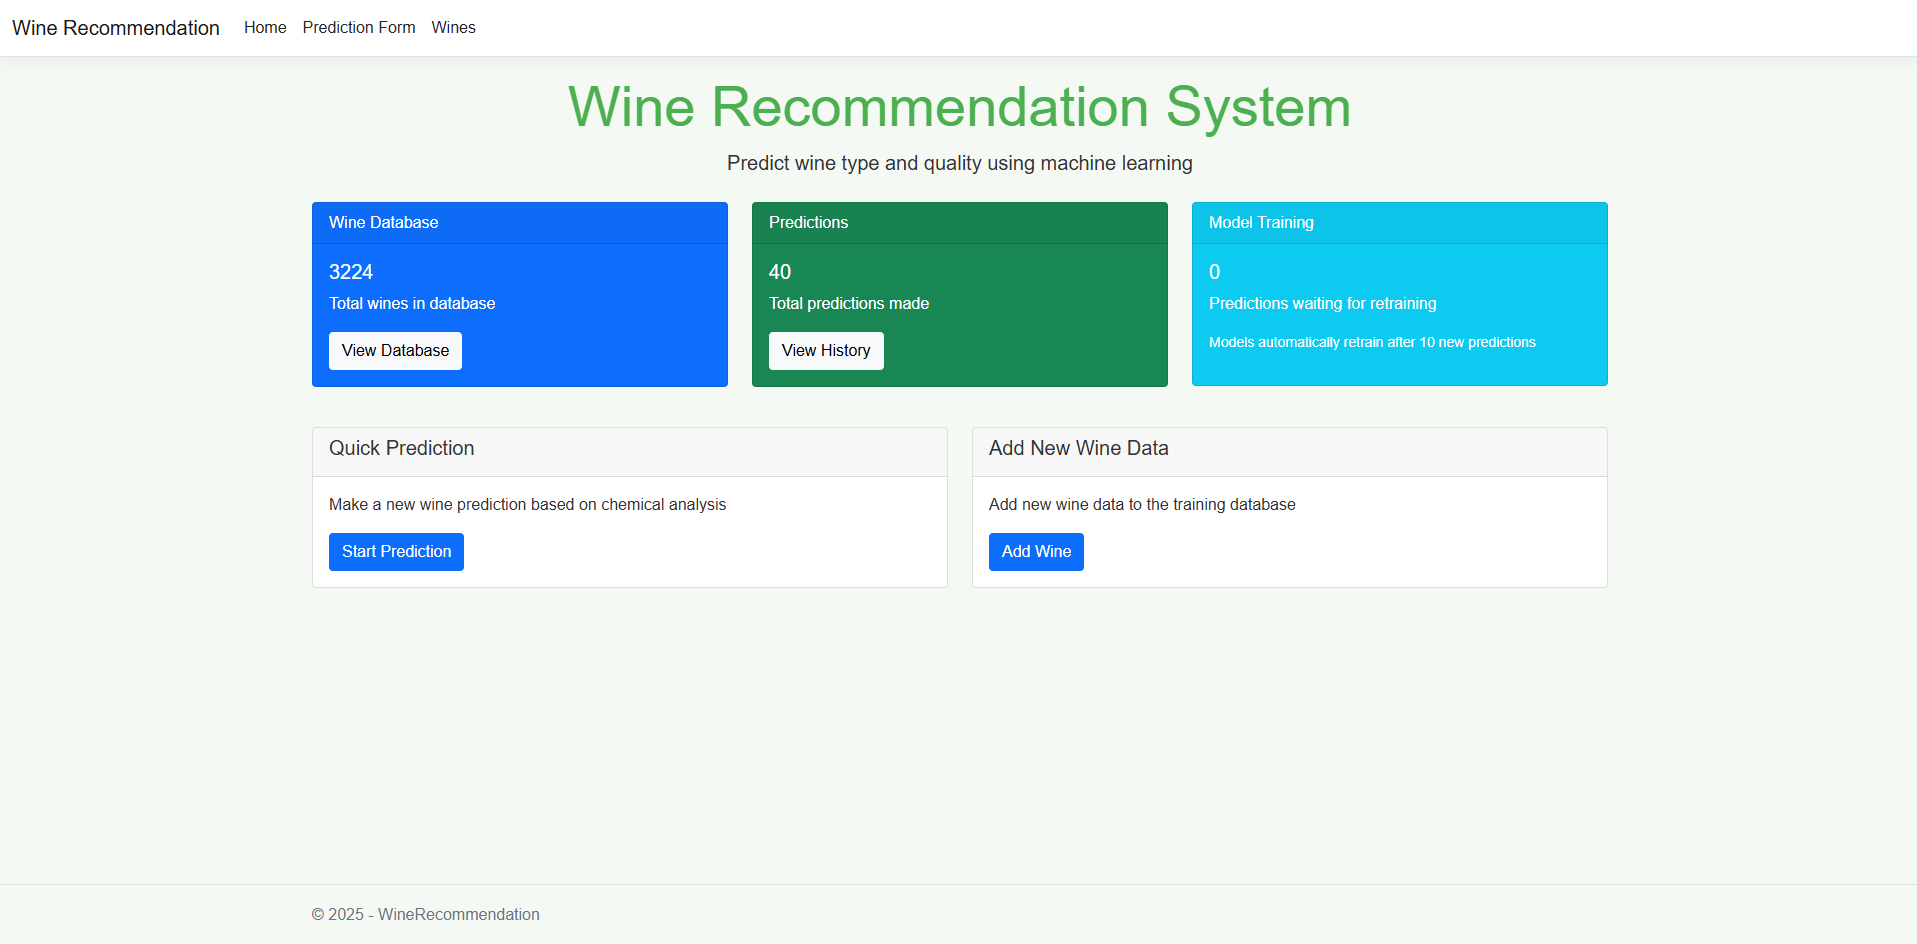 Wine Recommendation Home Prediction Form Wines
Wine Recommendation System
Predict wine type and quality using machine learning
Wine Database
3224
Total wines in database
View Database
Predictions
40
Total predictions made
View History
Model Training
0
Predictions waiting for retraining
Models automatically retrain after 10 new predictions
Quick Prediction
Make a new wine prediction based on chemical analysis
Start Prediction
Add New Wine Data
Add new wine data to the training database
Add Wine
© 2025 - WineRecommendation